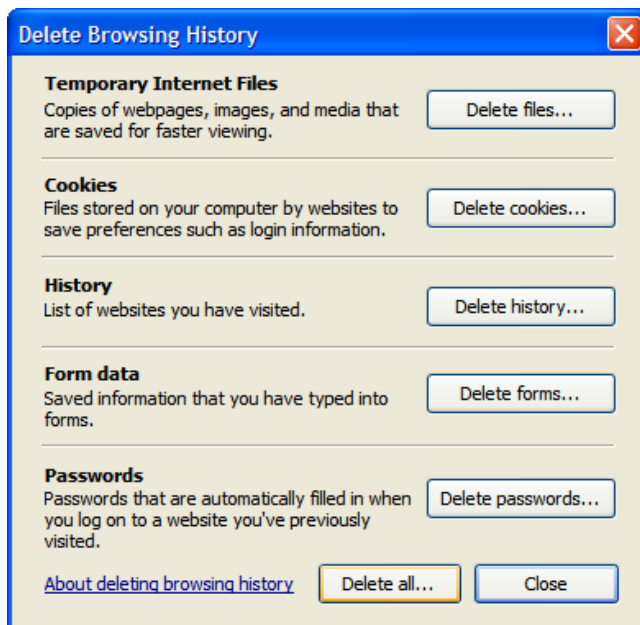 Delete Browsing History
Temporary Internet Files
Copies of webpages, images, and media that
are saved for faster viewing.
Delete files...
Cookies
Files stored on your computer by websites to
save preferences such as login information.
Delete cookies...
History
List of websites you have visited.
Delete history...
Form data
Saved information that you have typed into
forms.
Delete forms...
Passwords
Passwords that are automatically filled in when
you log on to a website you've previously
visited.
Delete passwords...
About deleting browsing history
Delete all...
Close